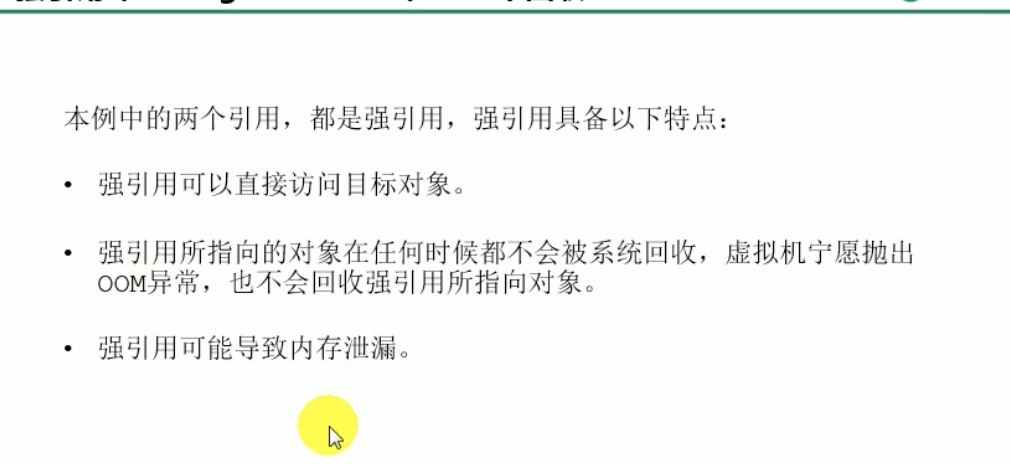 本例中的两个引用，都是强引用，强引用具备以下特点：
• 强引用可以直接访问目标对象。
• 强引用所指向的对象在任何时候都不会被系统回收，虚拟机宁愿抛出
OOM异常，也不会回收强引用所指向对象。
• 强引用可能导致内存泄漏。